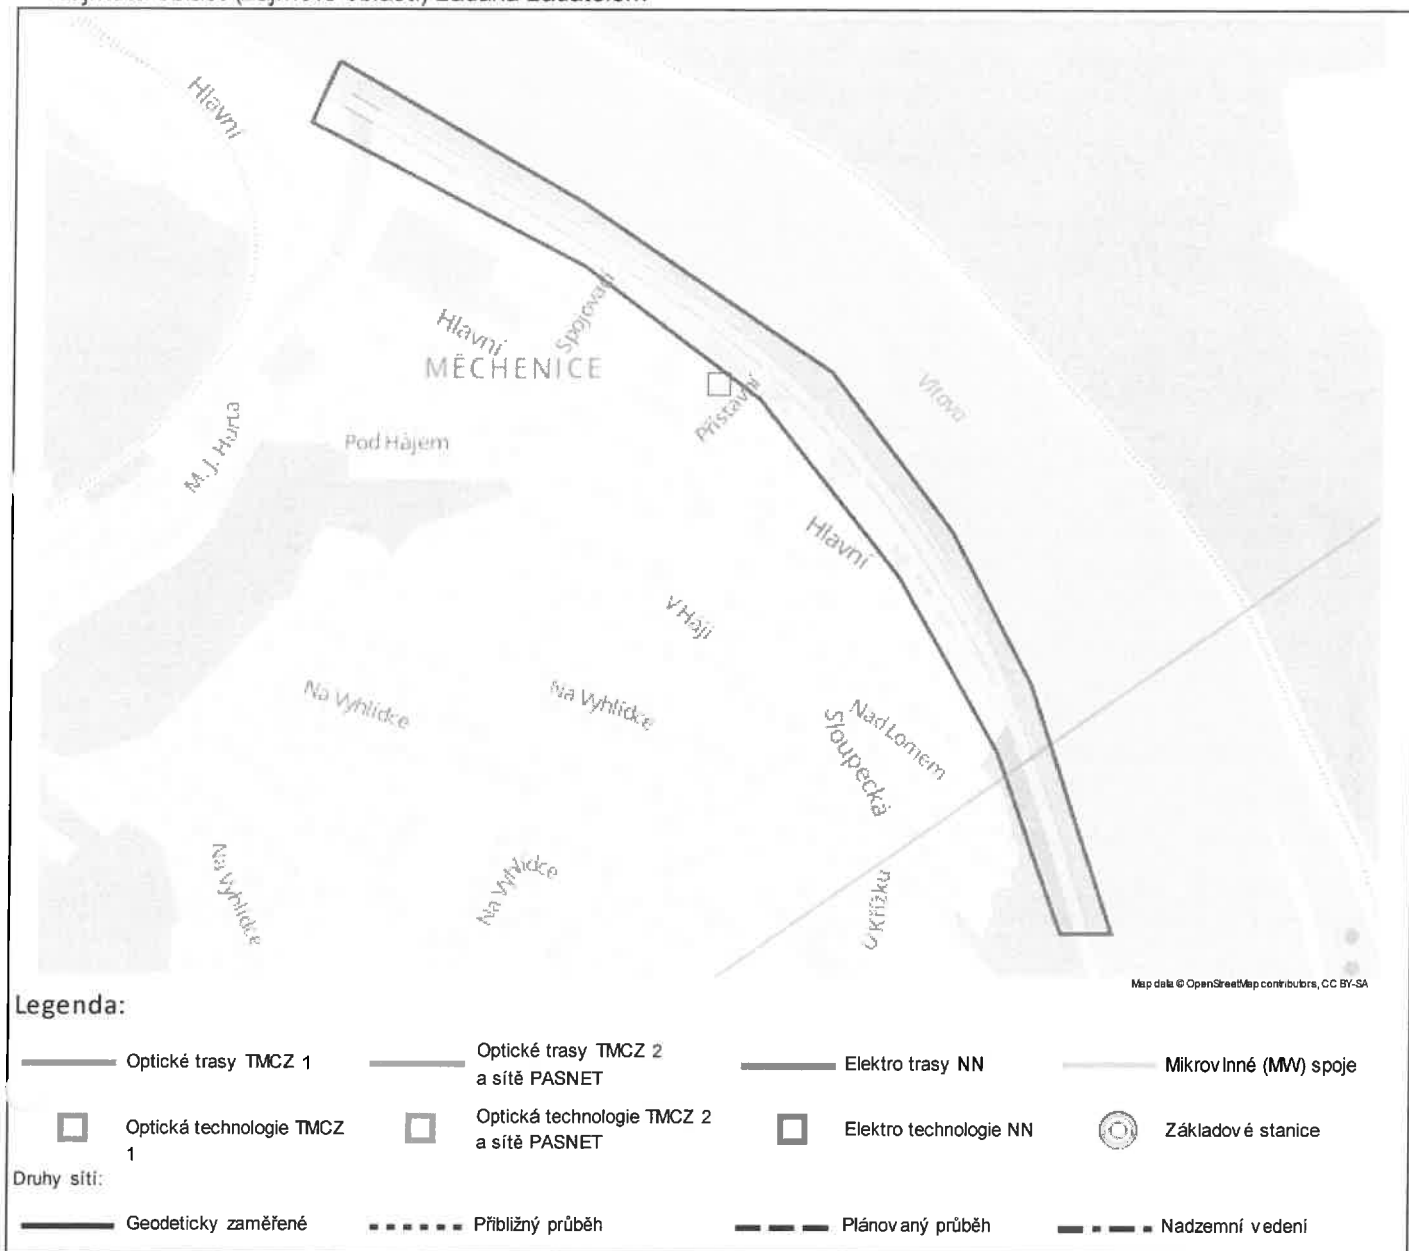 Hlavní
Hlavní
Spojovací
MĚCHENICE
Přístavní
Vltava
M. J. Hurta
Pod Hájem
Hlavní
V Háji
Na Vyhlídce
Na Vyhlídce
Nad Lomem
Sloupecká
Na Vyhlídce
Na Vyhlídce
U Křížku
Map data © OpenStreetMap contributors, CC BY-SA
Legenda:
Optické trasy TMCZ 1
Optické trasy TMCZ 2
a sítě PASNET
Elektro trasy NN
Mikrovlnné (MW) spoje
Optická technologie TMCZ
1
Optická technologie TMCZ 2
a sítě PASNET
Elektro technologie NN
Základové stanice
Druhy sítí:
Geodeticky zaměřené
Přibližný průběh
Plánovaný průběh
Nadzemní vedení